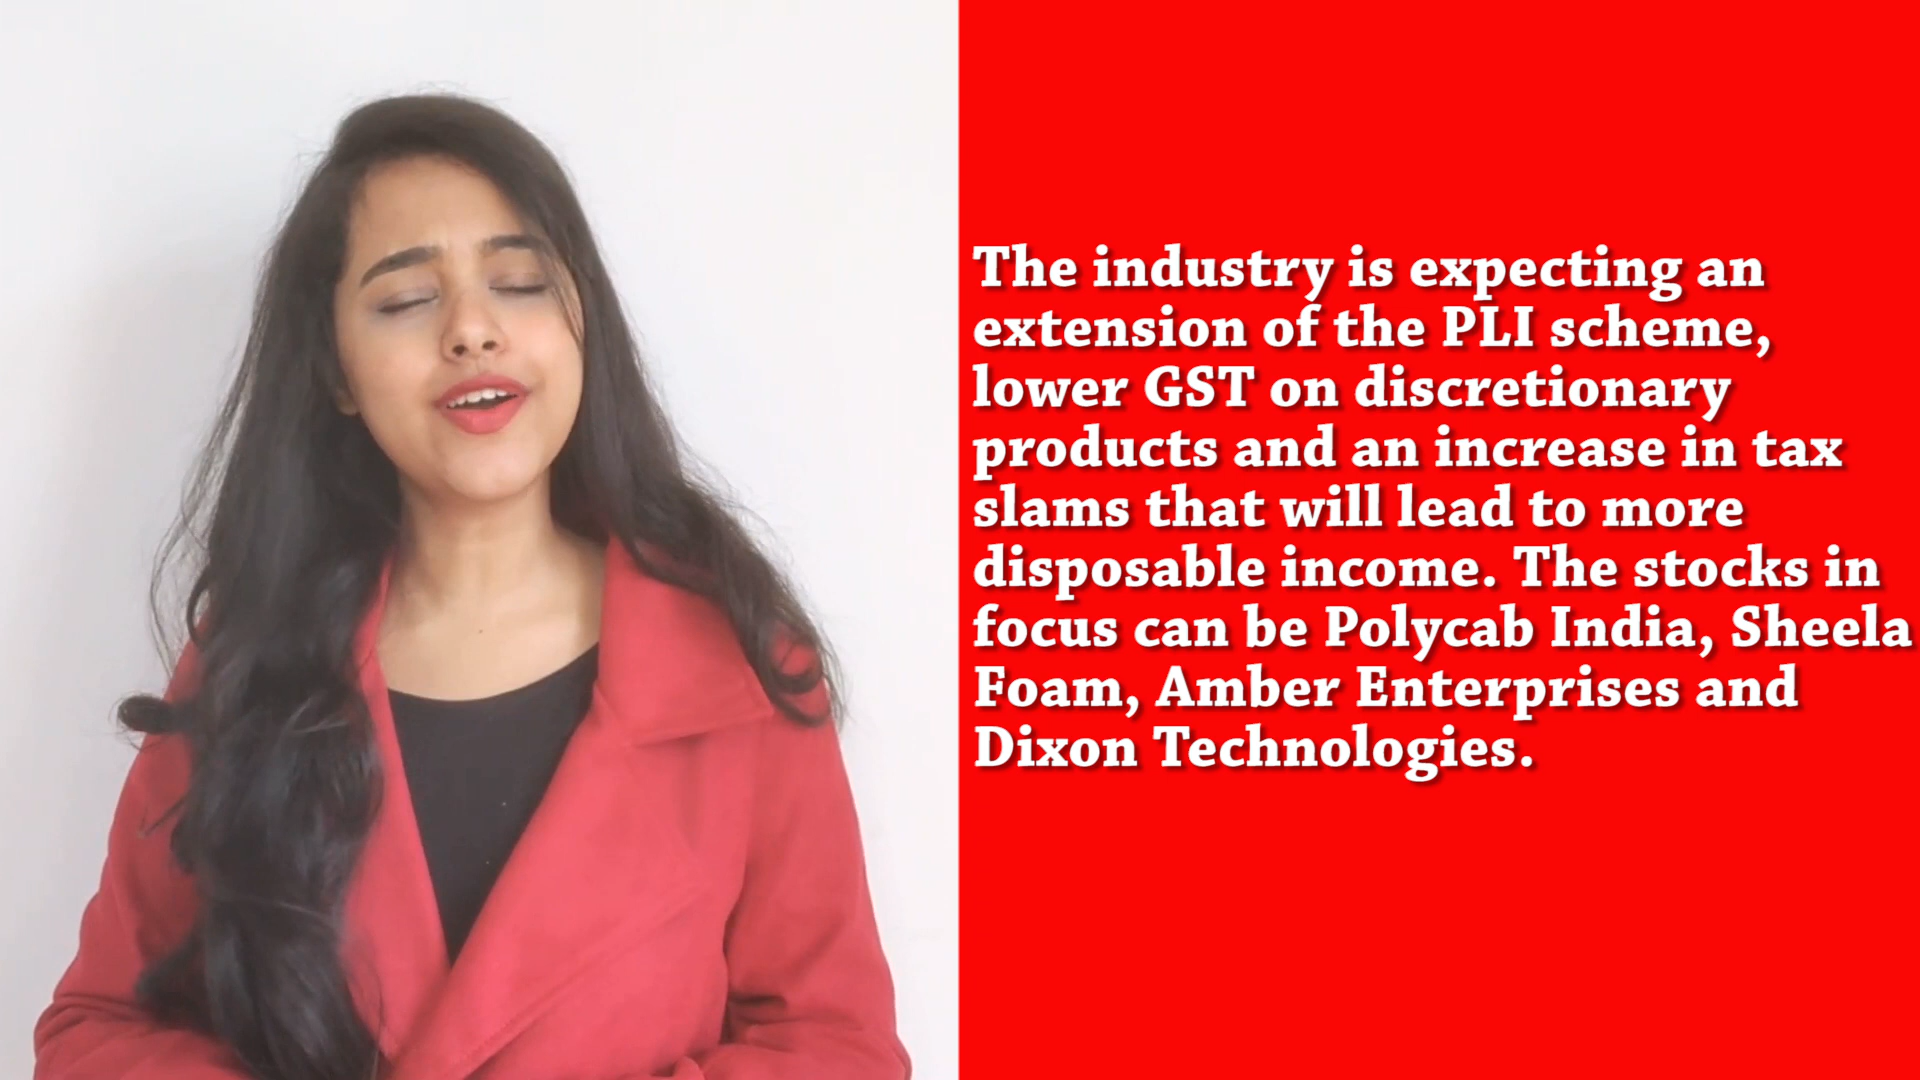 The industry is expecting an
extension of the PLI scheme,
lower GST on discretionary
products and an increase in tax
slams that will lead to more
disposable income. The stocks in
focus can be Polycab India, Sheela
Foam, Amber Enterprises and
Dixon Technologies.